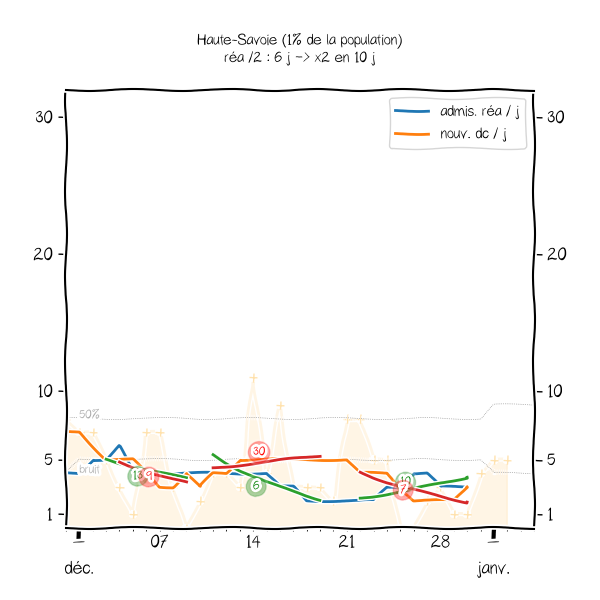 Haute-Savoie (1% de la population)
réa /2 : 6 j -> x2 en 10 j
admis. réa / j
nouv. dc / j
30
30
20
20
10
10
50%
5
5
bruit
9
30
6
7
1
1
07
14
21
28
déc.
janv.